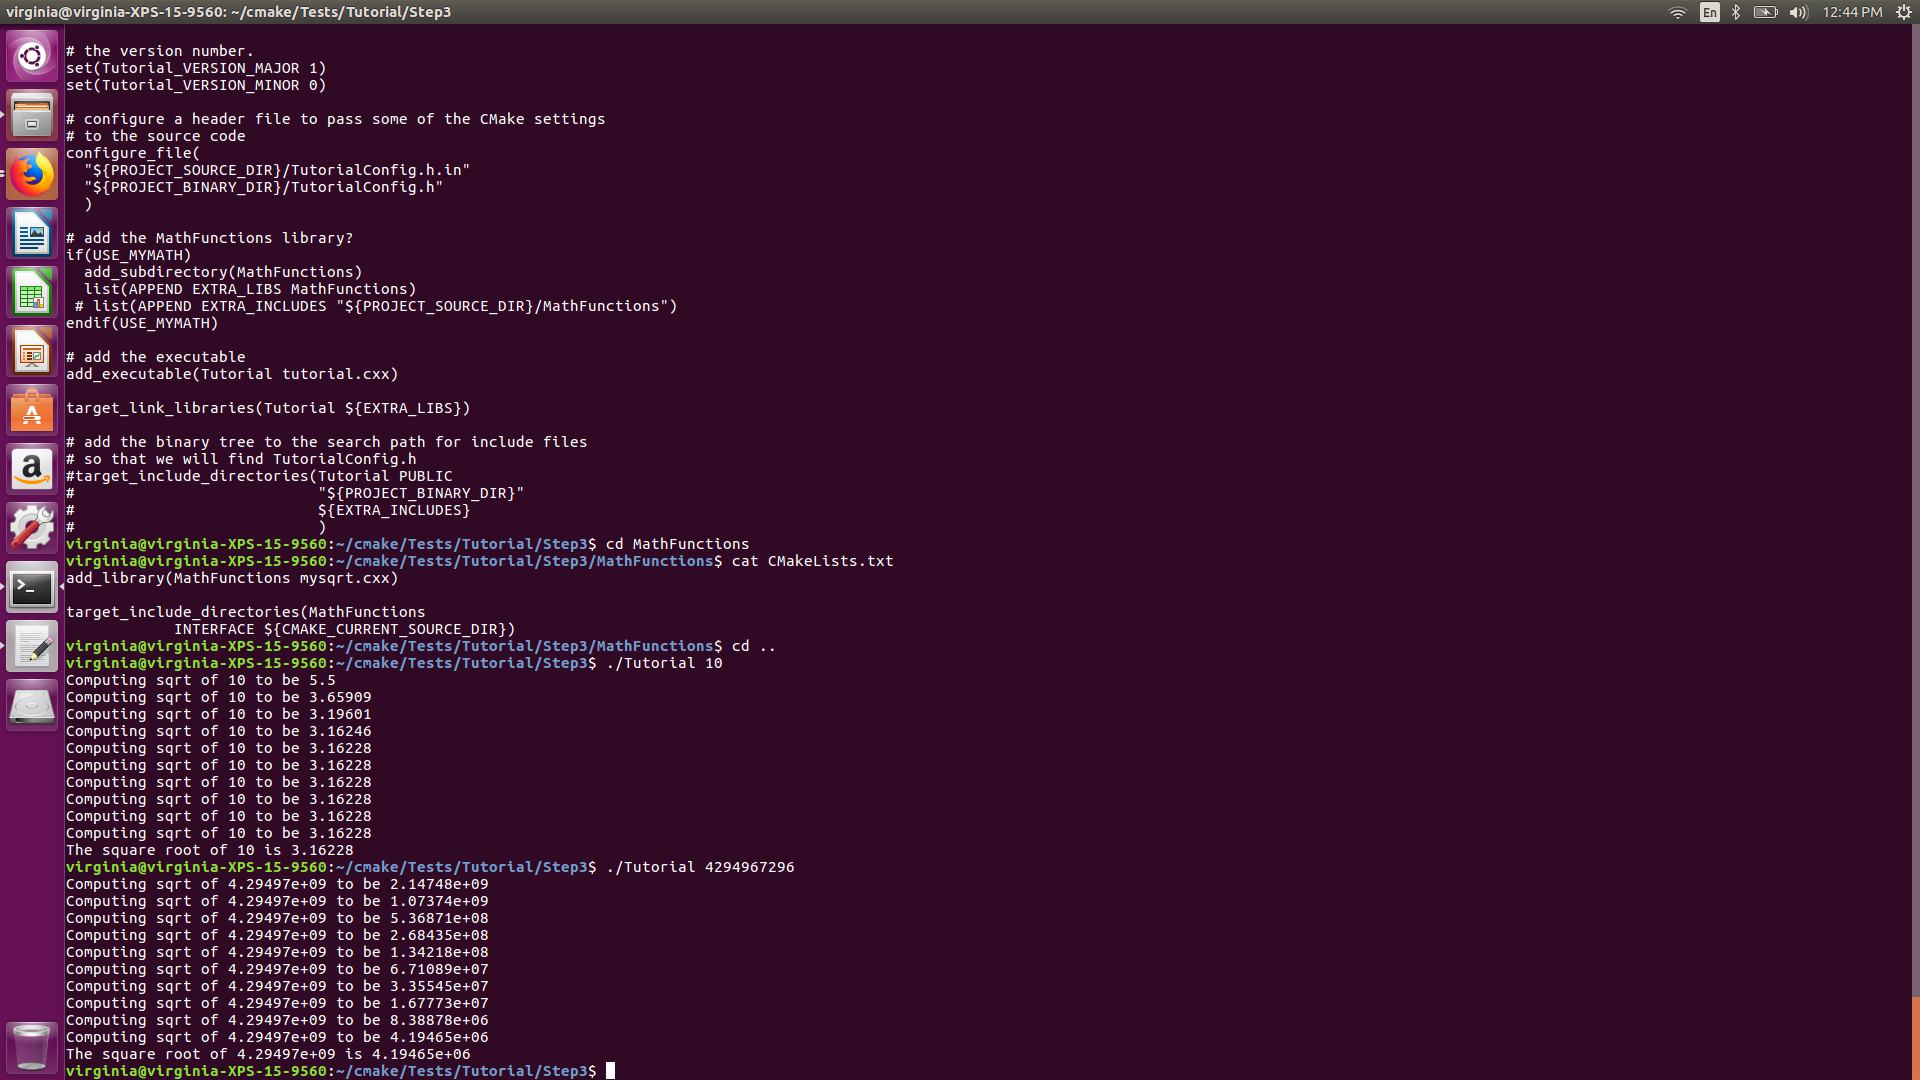 virginia@virginia-XPS-15-9560: ~/cmake/Tests/Tutorial/Step3
En
12:44 PM
# the version number.
set(Tutorial_VERSION_MAJOR 1)
set(Tutorial_VERSION_MINOR 0)
# configure a header file to pass some of the CMake settings
# to the source code
configure_file(
  "${PROJECT_SOURCE_DIR}/TutorialConfig.h.in"
  "${PROJECT_BINARY_DIR}/TutorialConfig.h"
  )
# add the MathFunctions library?
if(USE_MYMATH)
  add_subdirectory(MathFunctions)
  list(APPEND EXTRA_LIBS MathFunctions)
 # list(APPEND EXTRA_INCLUDES "${PROJECT_SOURCE_DIR}/MathFunctions")
endif(USE_MYMATH)
# add the executable
add_executable(Tutorial tutorial.cxx)
target_link_libraries(Tutorial ${EXTRA_LIBS})
# add the binary tree to the search path for include files
# so that we will find TutorialConfig.h
#target_include_directories(Tutorial PUBLIC
#                           "${PROJECT_BINARY_DIR}"
#                           ${EXTRA_INCLUDES}
#                           )
virginia@virginia-XPS-15-9560:~/cmake/Tests/Tutorial/Step3$ cd MathFunctions
virginia@virginia-XPS-15-9560:~/cmake/Tests/Tutorial/Step3/MathFunctions$ cat CMakeLists.txt
add_library(MathFunctions mysqrt.cxx)
target_include_directories(MathFunctions
            INTERFACE ${CMAKE_CURRENT_SOURCE_DIR})
virginia@virginia-XPS-15-9560:~/cmake/Tests/Tutorial/Step3/MathFunctions$ cd ..
virginia@virginia-XPS-15-9560:~/cmake/Tests/Tutorial/Step3$ ./Tutorial 10
Computing sqrt of 10 to be 5.5
Computing sqrt of 10 to be 3.65909
Computing sqrt of 10 to be 3.19601
Computing sqrt of 10 to be 3.16246
Computing sqrt of 10 to be 3.16228
Computing sqrt of 10 to be 3.16228
Computing sqrt of 10 to be 3.16228
Computing sqrt of 10 to be 3.16228
Computing sqrt of 10 to be 3.16228
Computing sqrt of 10 to be 3.16228
The square root of 10 is 3.16228
virginia@virginia-XPS-15-9560:~/cmake/Tests/Tutorial/Step3$ ./Tutorial 4294967296
Computing sqrt of 4.29497e+09 to be 2.14748e+09
Computing sqrt of 4.29497e+09 to be 1.07374e+09
Computing sqrt of 4.29497e+09 to be 5.36871e+08
Computing sqrt of 4.29497e+09 to be 2.68435e+08
Computing sqrt of 4.29497e+09 to be 1.34218e+08
Computing sqrt of 4.29497e+09 to be 6.71089e+07
Computing sqrt of 4.29497e+09 to be 3.35545e+07
Computing sqrt of 4.29497e+09 to be 1.67773e+07
Computing sqrt of 4.29497e+09 to be 8.38878e+06
Computing sqrt of 4.29497e+09 to be 4.19465e+06
The square root of 4.29497e+09 is 4.19465e+06
virginia@virginia-XPS-15-9560:~/cmake/Tests/Tutorial/Step3$